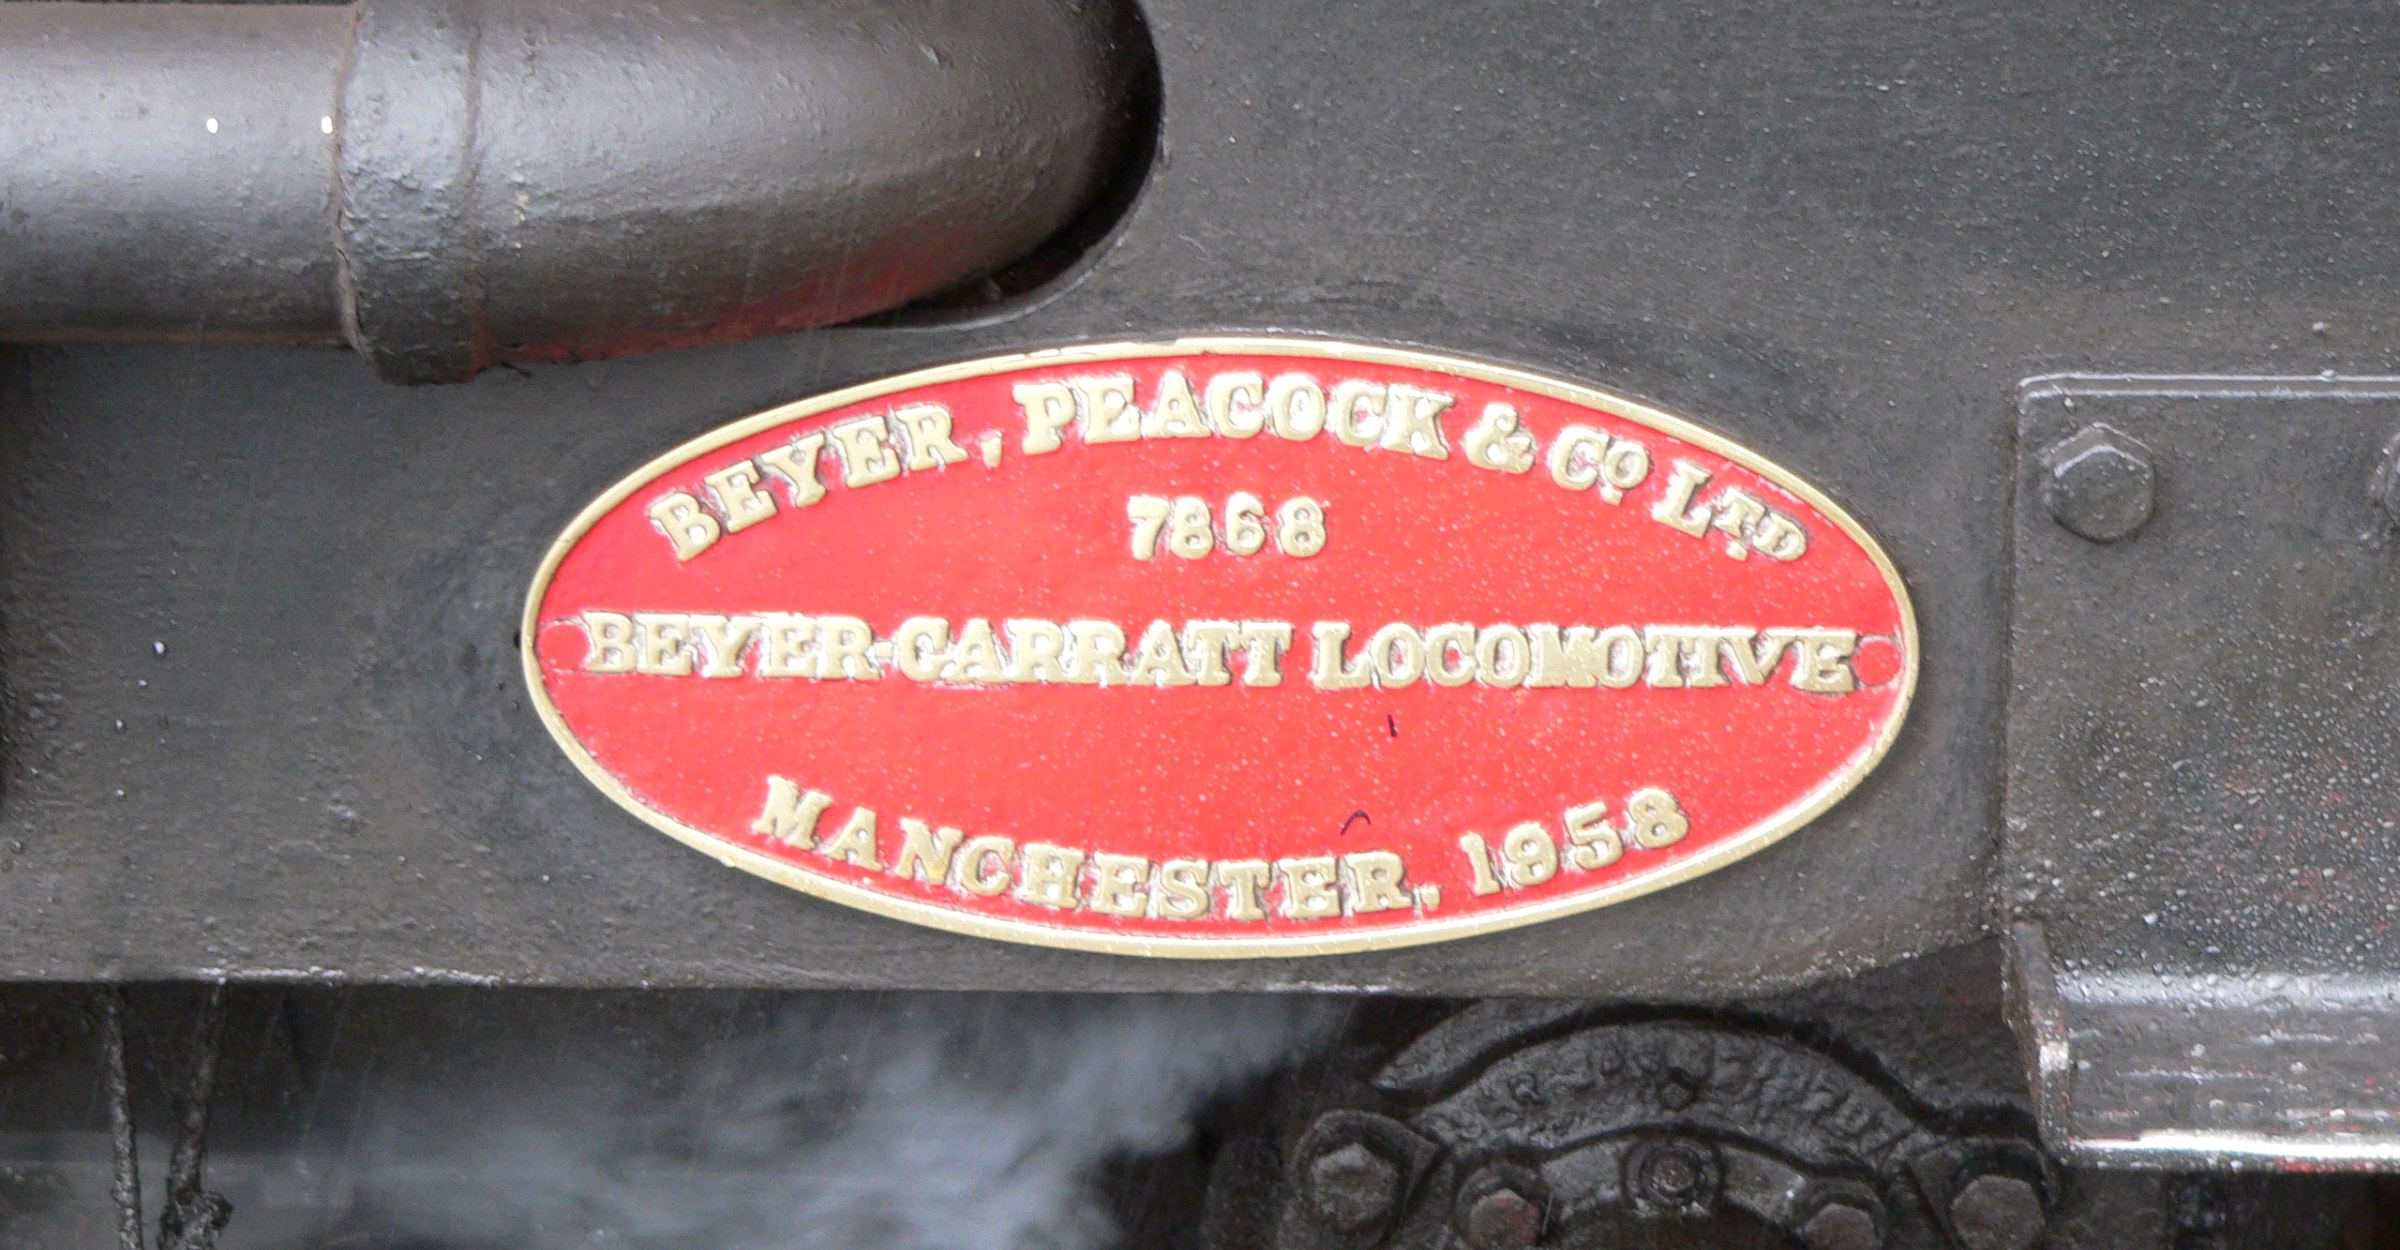 BEYER, PEACOCK & Cº LTD
7868
BEYER-GARRATT LOCOMOTIVE
MANCHESTER, 1958